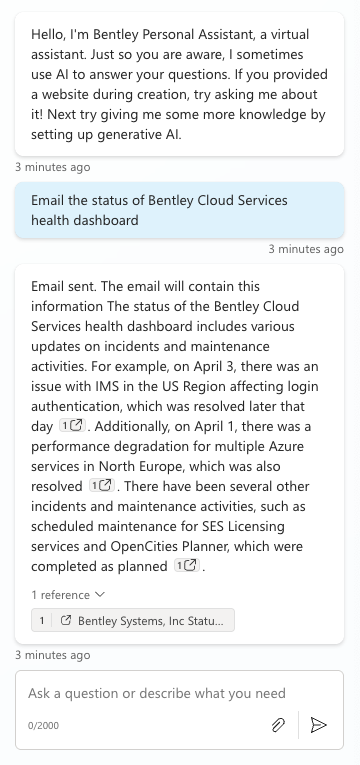 Hello, I'm Bentley Personal Assistant, a virtual
assistant. Just so you are aware, I sometimes
use AI to answer your questions. If you provided
a website during creation, try asking me about
it! Next try giving me some more knowledge by
setting up generative AI.
3 minutes ago
Email the status of Bentley Cloud Services
health dashboard
3 minutes ago
Email sent. The email will contain this
information The status of the Bentley Cloud
Services health dashboard includes various
updates on incidents and maintenance
activities. For example, on April 3, there was an
issue with IMS in the US Region affecting login
authentication, which was resolved later that
day 1. Additionally, on April 1, there was a
performance degradation for multiple Azure
services in North Europe, which was also
resolved 1. There have been several other
incidents and maintenance activities, such as
scheduled maintenance for SES Licensing
services and OpenCities Planner, which were
completed as planned 1.
1 reference
1 Bentley Systems, Inc Statu...
3 minutes ago
Ask a question or describe what you need
0/2000